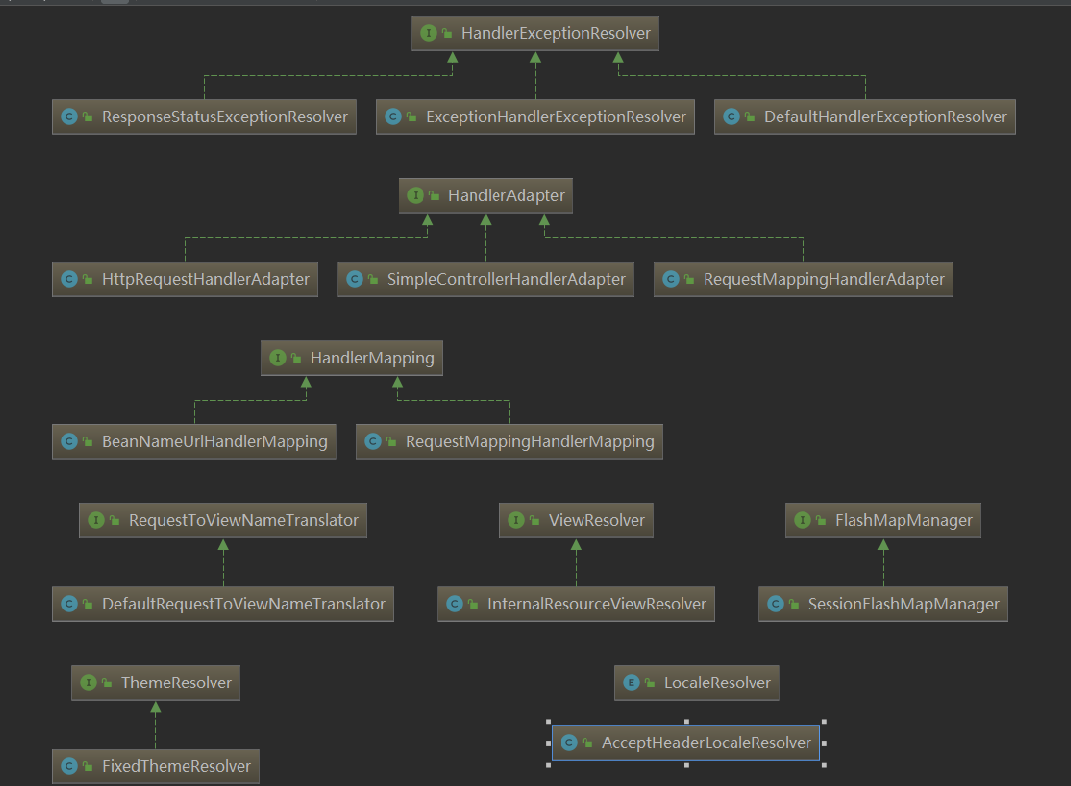 HandlerExceptionResolver
ResponseStatusExceptionResolver
ExceptionHandlerExceptionResolver
DefaultHandlerExceptionResolver
HandlerAdapter
HttpRequestHandlerAdapter
SimpleControllerHandlerAdapter
RequestMappingHandlerAdapter
HandlerMapping
BeanNameUrlHandlerMapping
RequestMappingHandlerMapping
RequestToViewNameTranslator
ViewResolver
FlashMapManager
DefaultRequestToViewNameTranslator
InternalResourceViewResolver
SessionFlashMapManager
ThemeResolver
LocaleResolver
AcceptHeaderLocaleResolver
FixedThemeResolver